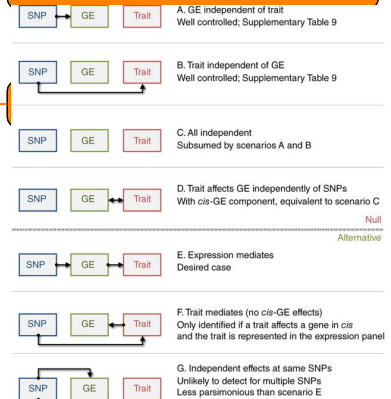 A. GE independent of trait
SNP GE Trait
Well controlled; Supplementary Table 9
B. Trait independent of GE
SNP GE Trait
Well controlled; Supplementary Table 9
C. All independent
SNP GE Trait
Subsumed by scenarios A and B
D. Trait affects GE independently of SNPs
SNP GE Trait
With cis-GE component, equivalent to scenario C
Null
Alternative
E. Expression mediates
SNP GE Trait
Desired case
F. Trait mediates (no cis-GE effects)
SNP GE Trait
Only identified if a trait affects a gene in cis
and the trait is represented in the expression panel
G. Independent effects at same SNPs
Unlikely to detect for multiple SNPs
SNP GE Trait
Less parsimonious than scenario E